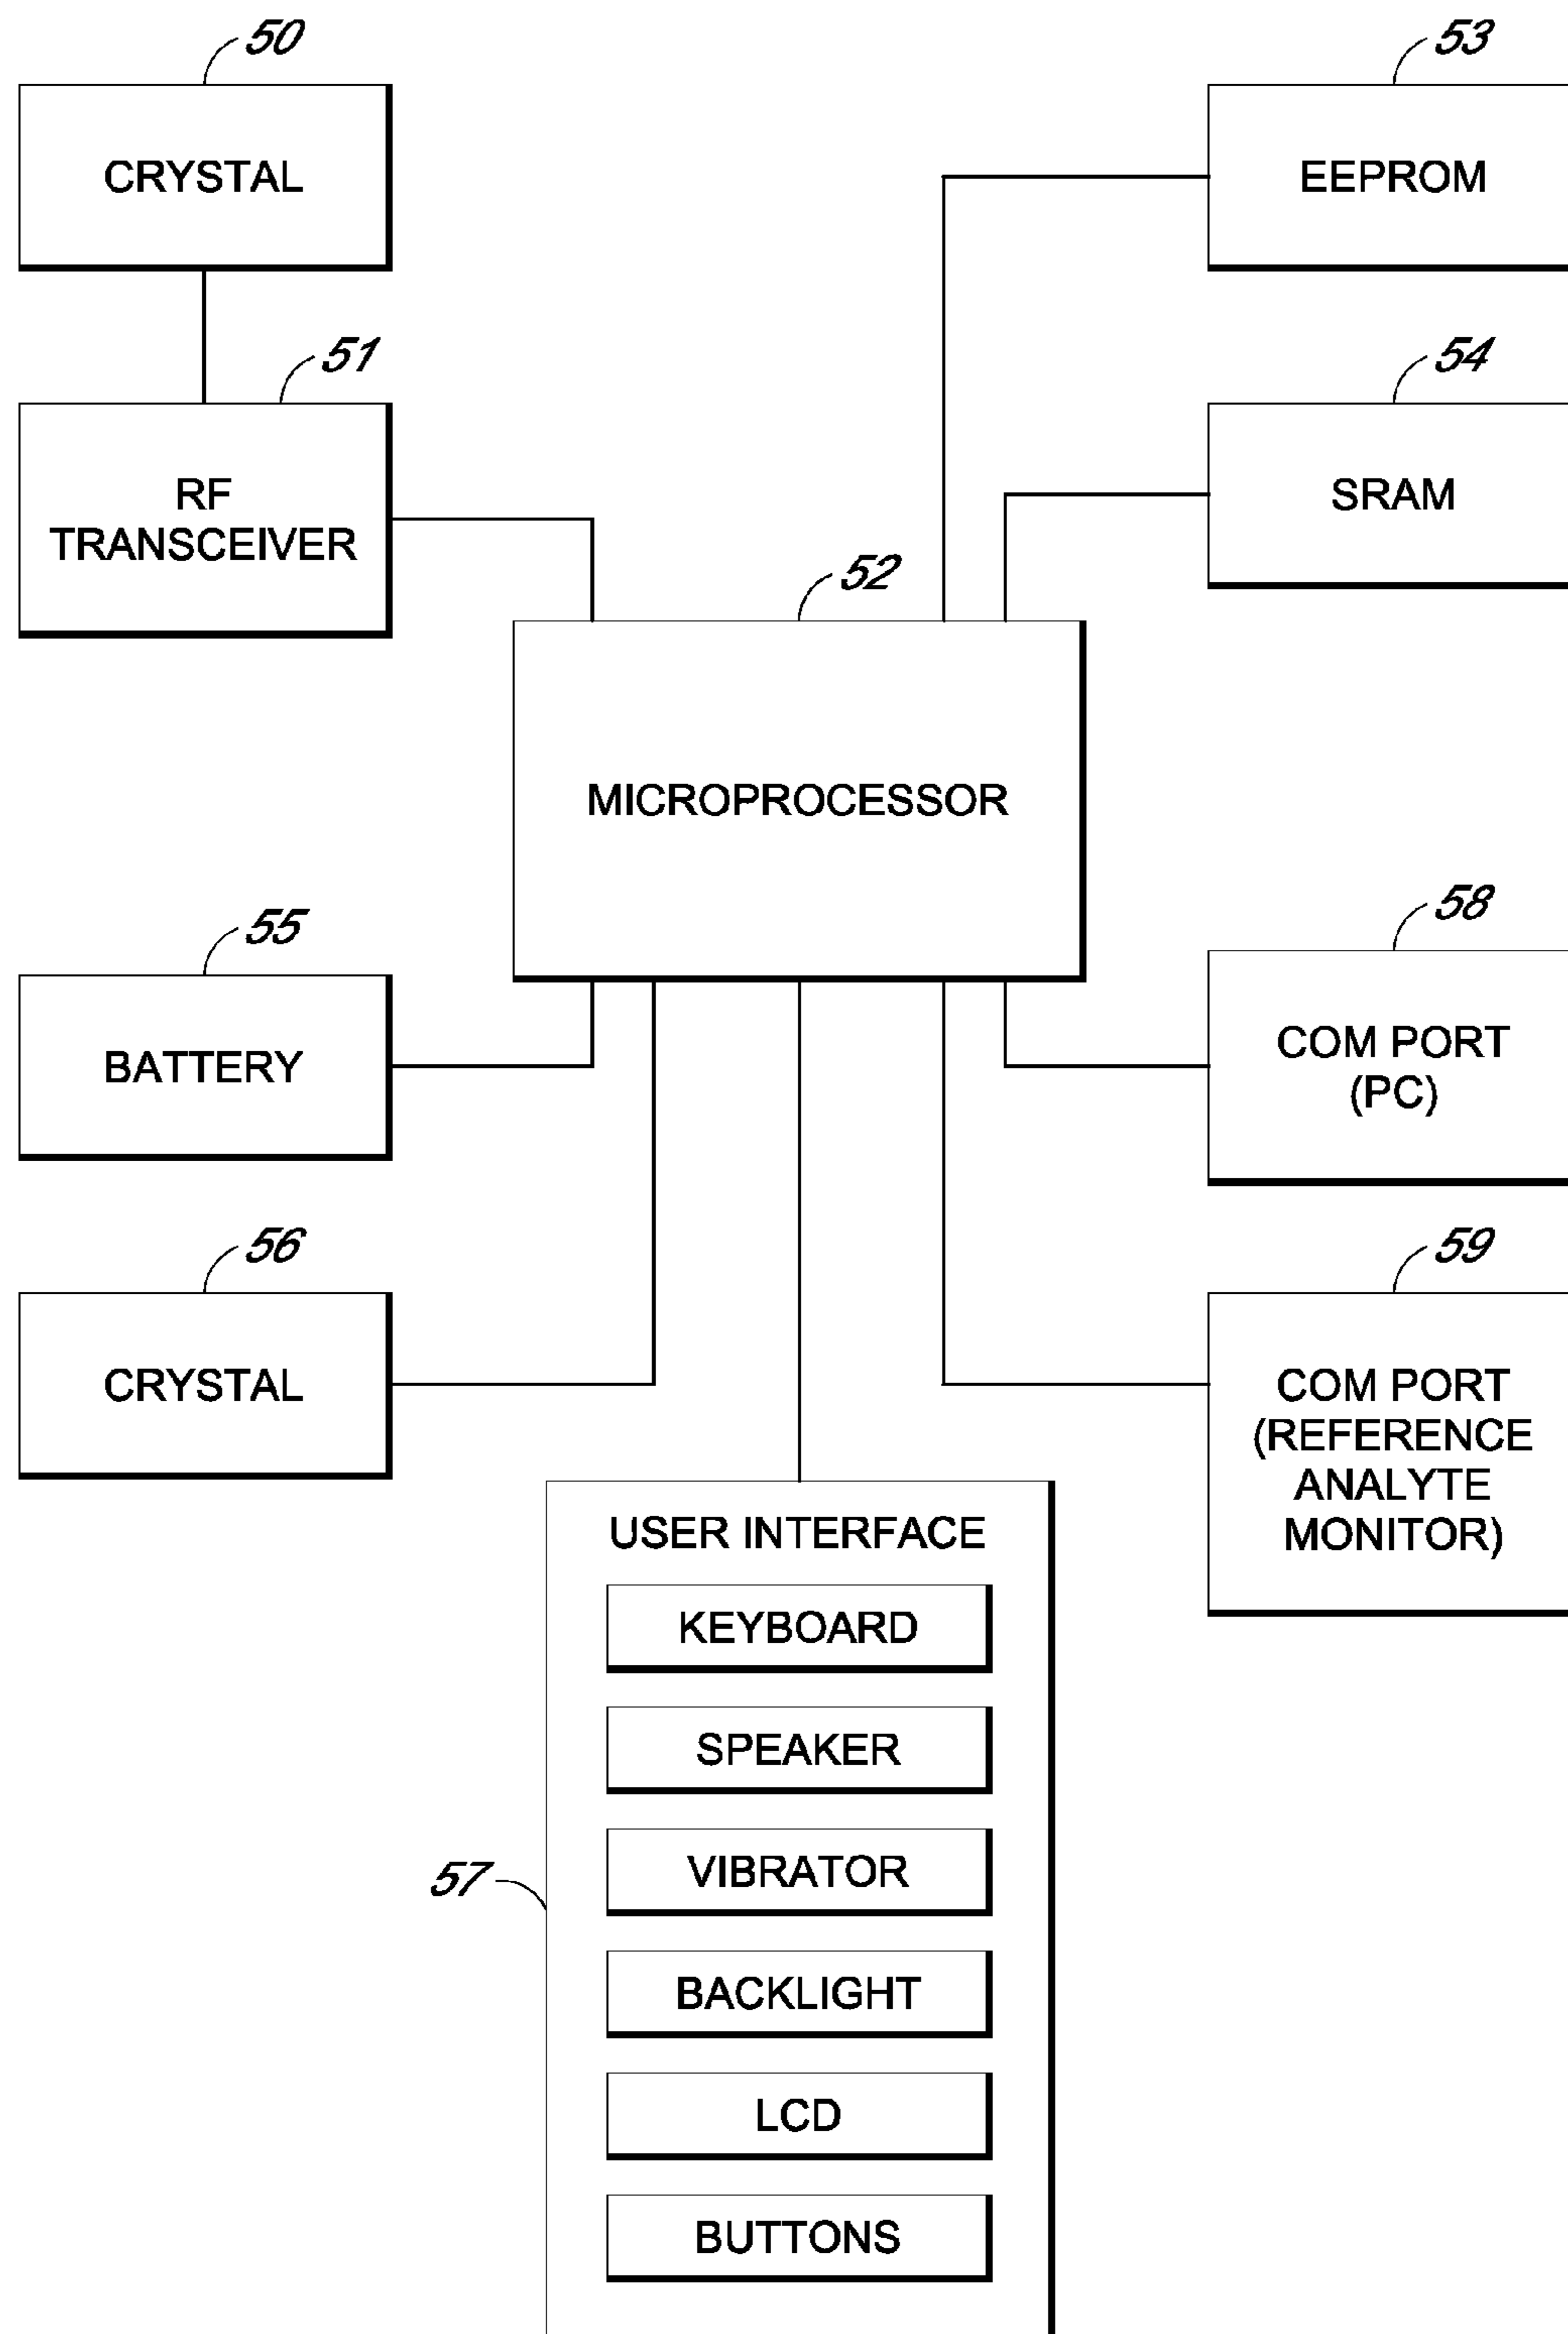 50
CRYSTAL
53
EEPROM
51
RF
TRANSCEIVER
54
SRAM
52
MICROPROCESSOR
55
BATTERY
58
COM PORT
(PC)
56
CRYSTAL
59
COM PORT
(REFERENCE
ANALYTE
MONITOR)
USER INTERFACE
KEYBOARD
SPEAKER
57
VIBRATOR
BACKLIGHT
LCD
BUTTONS